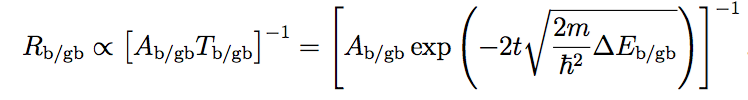 R_{b/gb} ∝ [A_{b/gb}T_{b/gb}]^{-1} = [A_{b/gb} exp(-2t√(2m/ħ² ΔE_{b/gb}))]^{-1}